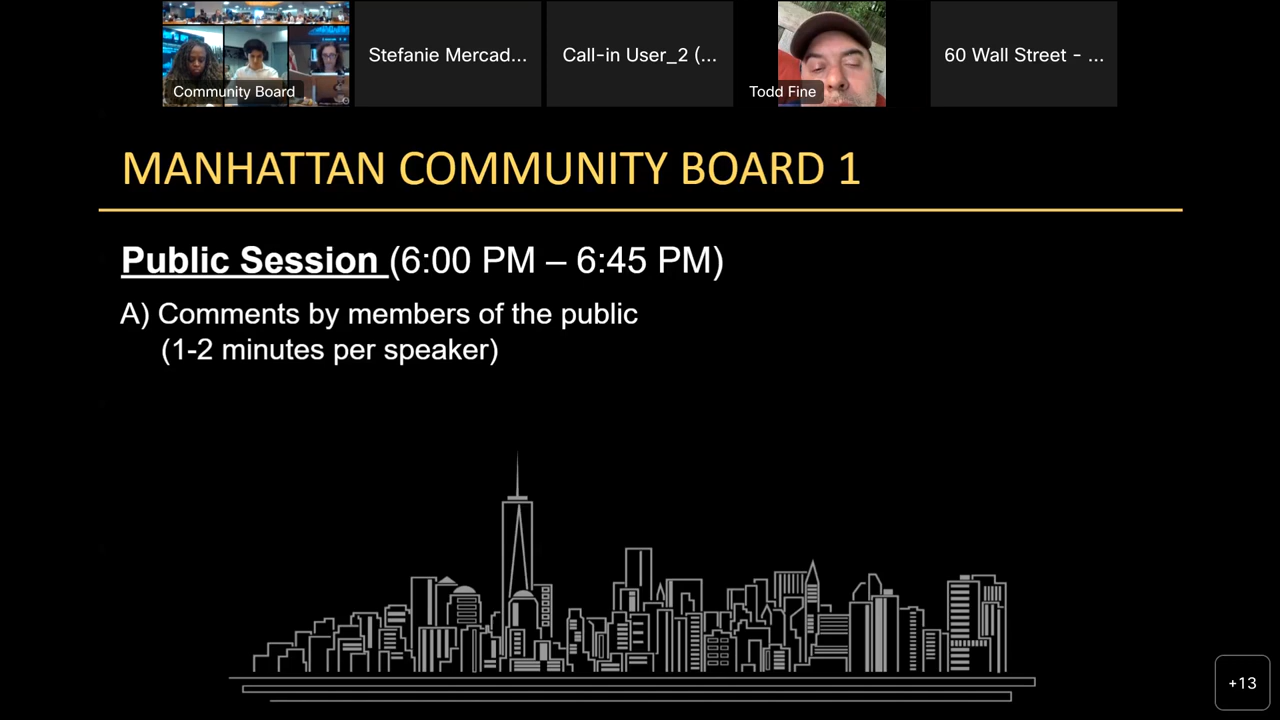 Community Board
Stefanie Mercad...
Call-in User_2 (...
Todd Fine
60 Wall Street - ...
MANHATTAN COMMUNITY BOARD 1
Public Session (6:00 PM – 6:45 PM)
A) Comments by members of the public
(1-2 minutes per speaker)
+13